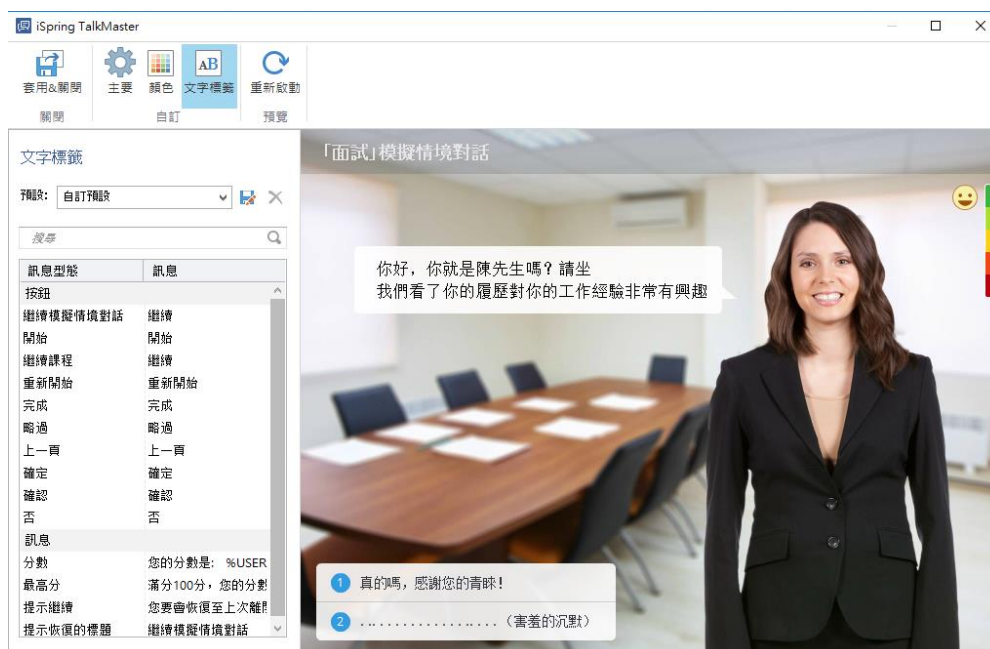 iSpring TalkMaster
套用&關閉
主要
顏色
AB
文字標籤
重新啟動
關閉
自訂
預覽
文字標籤
預設:
自訂預設
搜尋
訊息型態 訊息
按鈕
繼續模擬情境對話 繼續
開始 開始
繼續課程 繼續
重新開始 重新開始
完成 完成
略過 略過
上一頁 上一頁
確定 確定
確認 確認
否 否
訊息
分數 您的分數是: %USER
最高分 滿分100分,您的分數
提示繼續 您要會恢復至上次離開
提示恢復的標題 繼續模擬情境對話
「面試」模擬情境對話
你好,你就是陳先生嗎?請坐
我們看了你的履歷對你的工作經驗非常有興趣
1 真的嗎,感謝您的青睞!
2 ..................(害羞的沉默)